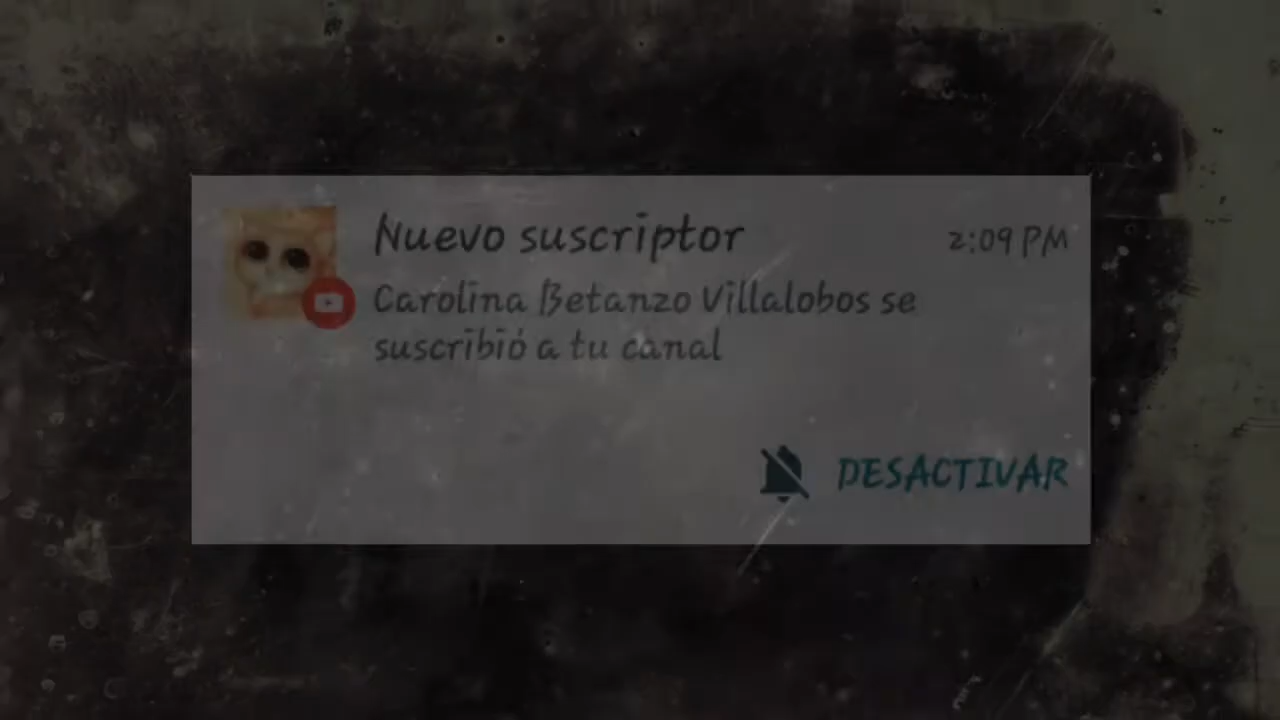 Nuevo suscriptor
2:09 PM
Carolina Betanzo Villalobos se
suscribió a tu canal
DESACTIVAR